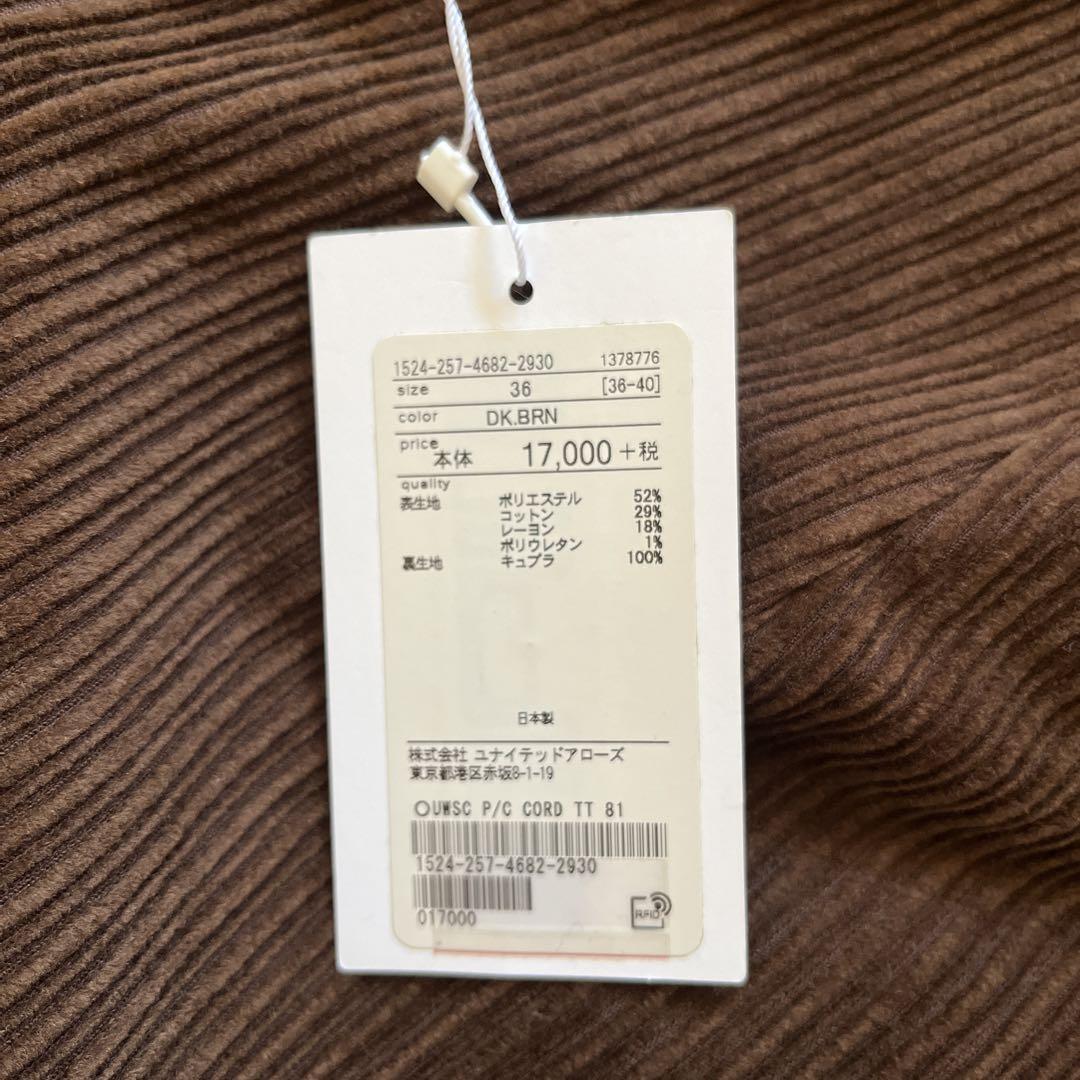 1524-257-4682-2930 1378776
size 36 [36-40]
color DK.BRN
price 本体 17,000+税
quality
表生地 ポリエステル 52%
コットン 29%
レーヨン 18%
ポリウレタン 1%
裏生地 キュプラ 100%
日本製
株式会社 ユナイテッドアローズ
東京都港区赤坂8-1-19
○UWSC P/C CORD TT 81
1524-257-4682-2930
017000
RFID